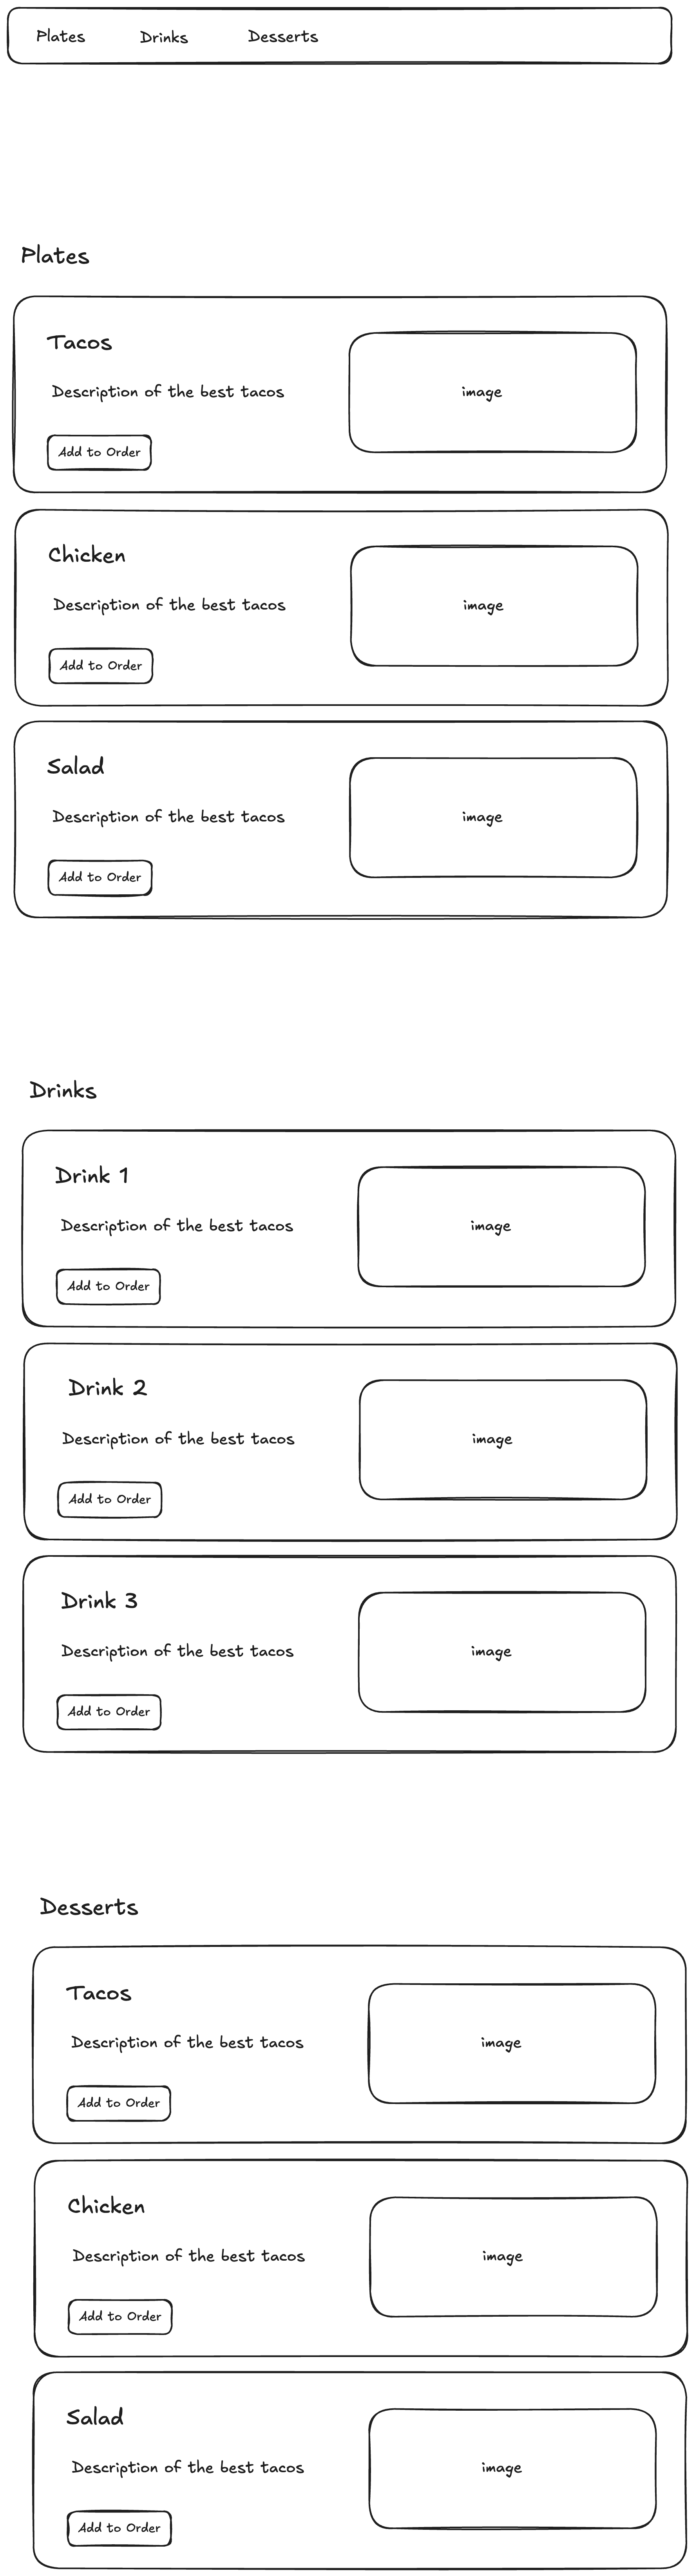 Plates Drinks Desserts
Plates
Tacos
Description of the best tacos
image
Add to Order
Chicken
Description of the best tacos
image
Add to Order
Salad
Description of the best tacos
image
Add to Order
Drinks
Drink 1
Description of the best tacos
image
Add to Order
Drink 2
Description of the best tacos
image
Add to Order
Drink 3
Description of the best tacos
image
Add to Order
Desserts
Tacos
Description of the best tacos
image
Add to Order
Chicken
Description of the best tacos
image
Add to Order
Salad
Description of the best tacos
image
Add to Order